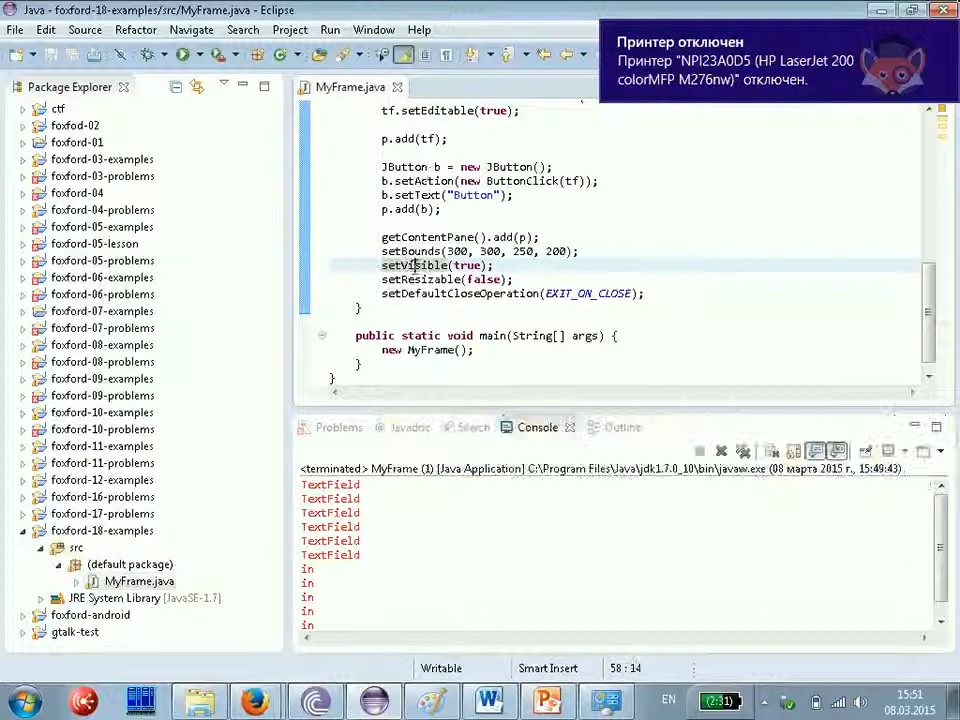 Java - foxford-18-examples/src/MyFrame.java - Eclipse
File Edit Source Refactor Navigate Search Project Run Window Help
Принтер отключен
Принтер "NPI23A0D5 (HP LaserJet 200
colorMFP M276nw)" отключен.
Package Explorer
MyFrame.java
ctf
foxfod-02
foxford-01
foxford-03-examples
foxford-03-problems
foxford-04
foxford-04-problems
foxford-05-examples
foxford-05-lesson
foxford-05-problems
foxford-06-examples
foxford-06-problems
foxford-07-examples
foxford-07-problems
foxford-08-examples
foxford-08-problems
foxford-09-examples
foxford-09-problems
foxford-10-examples
foxford-10-problems
foxford-11-examples
foxford-11-problems
foxford-12-examples
foxford-16-problems
foxford-17-problems
foxford-18-examples
src
(default package)
MyFrame.java
JRE System Library [JavaSE-1.7]
foxford-android
gtalk-test
tf.setEditable(true);
p.add(tf);
JButton b = new JButton();
b.setAction(new ButtonClick(tf));
b.setText("Button");
p.add(b);
getContentPane().add(p);
setBounds(300, 300, 250, 200);
setVisible(true);
setResizable(false);
setDefaultCloseOperation(EXIT_ON_CLOSE);
}
public static void main(String[] args) {
new MyFrame();
}
}
Problems @ Javadoc Search Console Outline
<terminated> MyFrame (1) [Java Application] C:\Program Files\Java\jdk1.7.0_10\bin\javaw.exe (08 марта 2015 г., 15:49:43)
TextField
TextField
TextField
TextField
TextField
TextField
in
in
in
in
in
Writable Smart Insert 58 : 14
EN (2:31) 15:51
08.03.2015